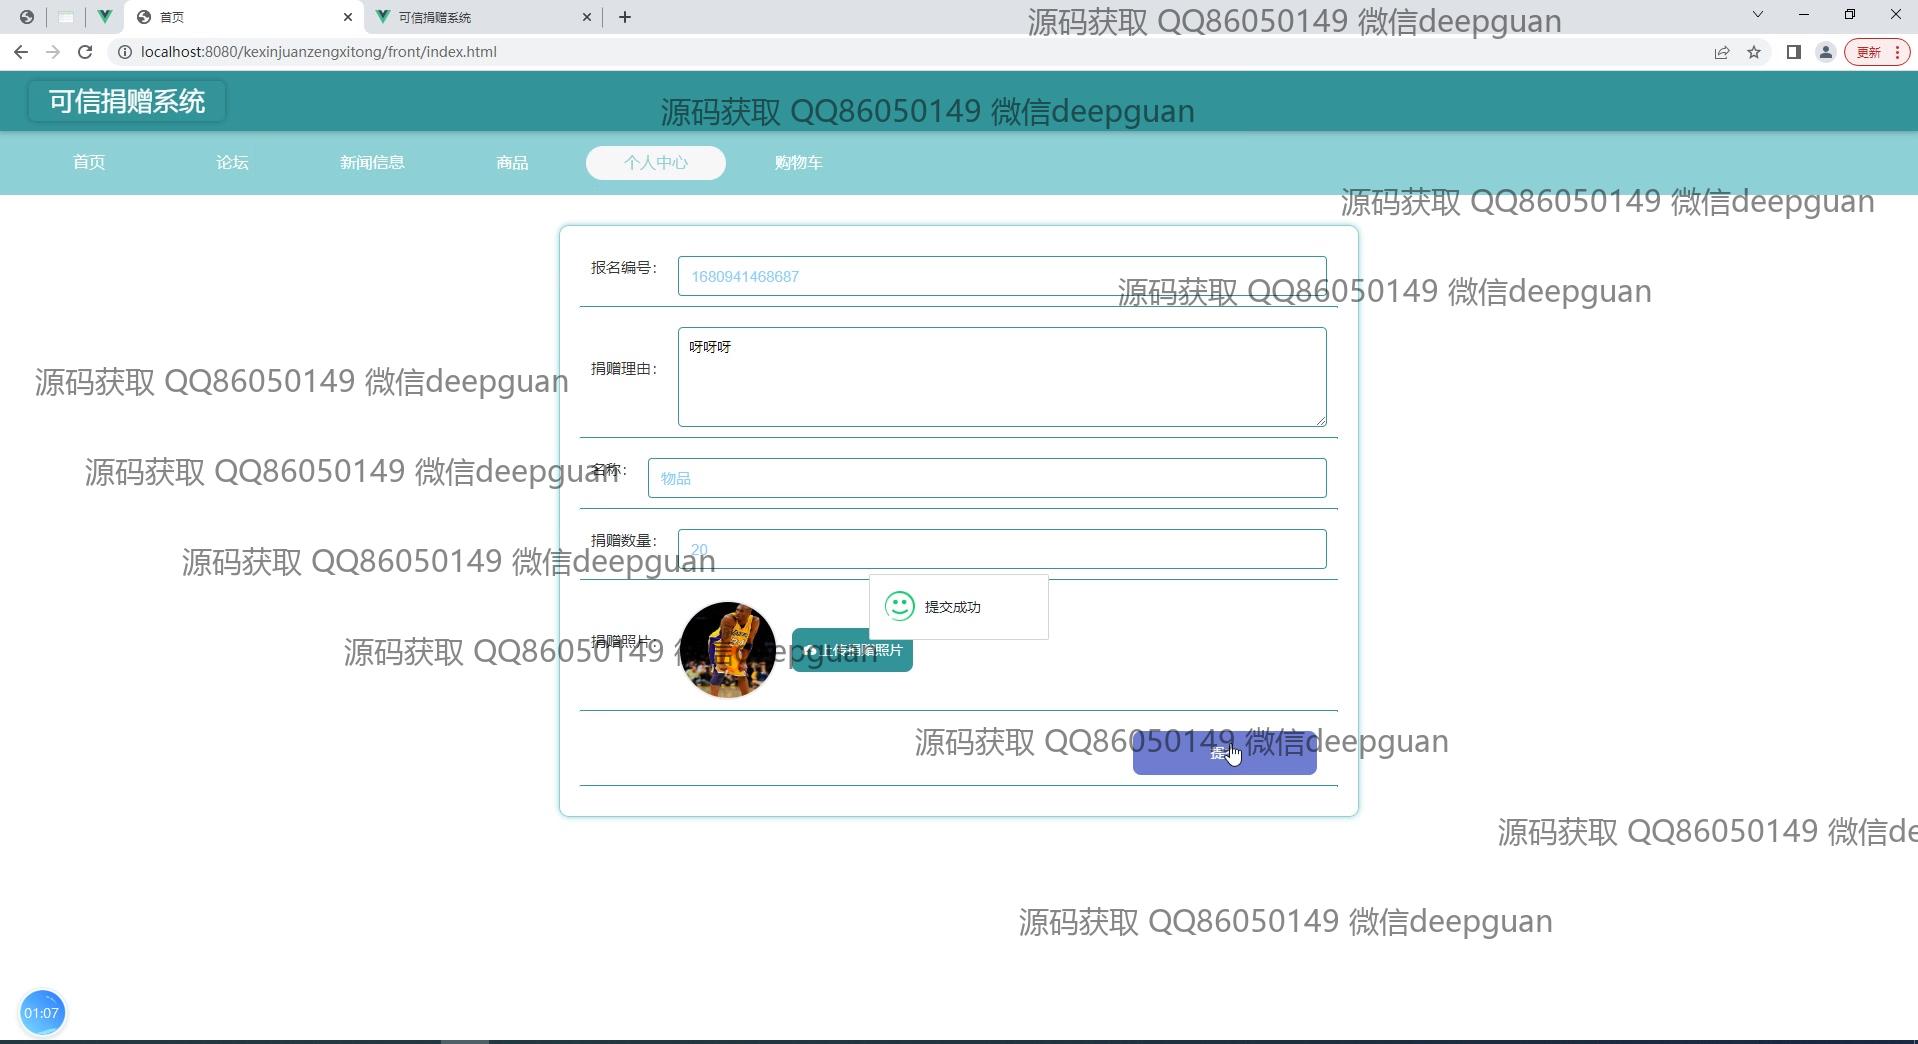 首页
可信捐赠系统
源码获取 QQ86050149 微信deepguan
localhost:8080/kexinjuanzengxitong/front/index.html
更新
可信捐赠系统
源码获取 QQ86050149 微信deepguan
首页
论坛
新闻信息
商品
个人中心
购物车
源码获取 QQ86050149 微信deepguan
报名编号：
1680941468687
源码获取 QQ86050149 微信deepguan
捐赠理由：
呀呀呀
源码获取 QQ86050149 微信deepguan
名称：
物品
源码获取 QQ86050149 微信deepguan
捐赠数量：
20
源码获取 QQ86050149 微信deepguan
提交成功
捐赠照片：
上传捐赠照片
源码获取 QQ86050149 微信deepguan
源码获取 QQ86050149 微信deepguan
源码获取 QQ86050149 微信de
源码获取 QQ86050149 微信deepguan
01:07